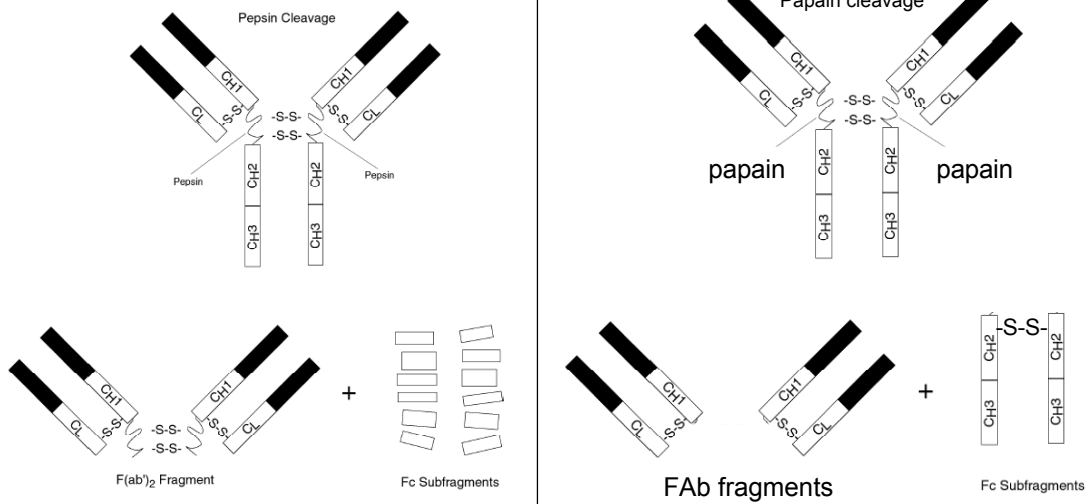 Pepsin Cleavage
CH1
CH1
CL
CL
S-S-
-S-S-
-S-S-
-S-S
Pepsin
Pepsin
CH2
CH2
CH3
CH3
CH1
CH1
CL
CL
S-S-
-S-S-
-S-S-
-S-S
+
F(ab')2 Fragment
Fc Subfragments
Papain cleavage
CH1
CH1
CL
CL
S-S-
-S-S-
-S-S-
-S-S
papain
papain
CH2
CH2
CH3
CH3
CH1
CH1
CL
CL
S-S-
-S-S
+
-S-S-
CH2
CH2
CH3
CH3
FAb fragments
Fc Subfragments